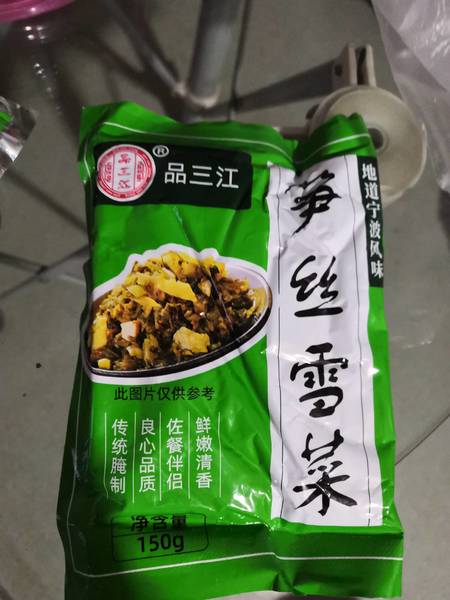 品三江®
品三江
笋丝雪菜
地道宁波风味
此图片仅供参考
鲜嫩清香
佐餐伴侣
良心品质
传统腌制
净含量
150g